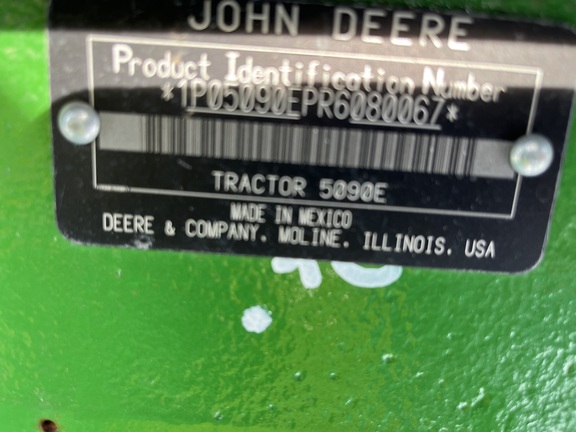 JOHN DEERE
Product Identification Number
*1P05090EPR6080067*
TRACTOR 5090E
MADE IN MEXICO
DEERE & COMPANY. MOLINE. ILLINOIS. USA